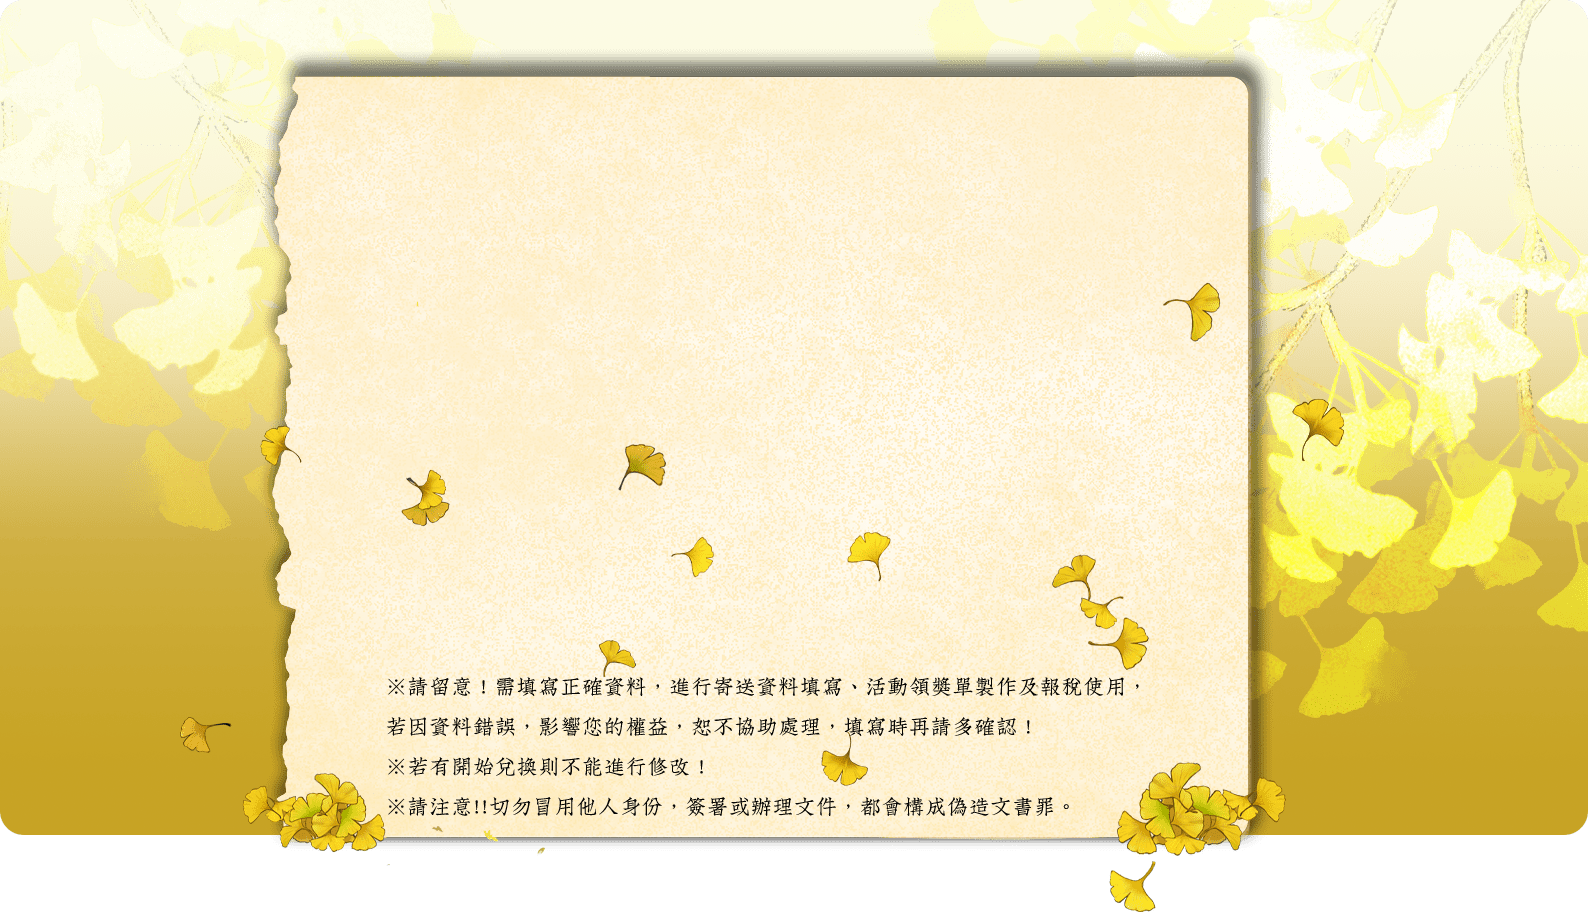 ※請留意！需填寫正確資料，進行寄送資料填寫、活動領獎單製作及報稅使用，
若因資料錯誤，影響您的權益，恕不協助處理，填寫時再請多確認！
※若有開始兌換則不能進行修改！
※請注意!!切勿冒用他人身份，簽署或辦理文件，都會構成偽造文書罪。